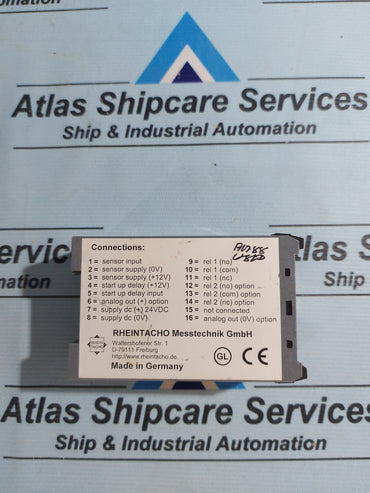 Automation
Atlas Shipcare Services
Ship & Industrial Automation
Connections:
1 = sensor input
2 = sensor supply (0V)
3 = sensor supply (+12V)
4 = start up delay (+12V)
5 = start up delay input
6 = analog out (+) option
7 = supply dc (+) 24VDC
8 = supply dc (0V)
9 = rel 1 (no)
10 = rel 1 (com)
11 = rel 1 (nc)
12 = rel 2 (no) option
13 = rel 2 (com) option
14 = rel 2 (nc) option
15 = not connected
16 = analog out (0V) option
RHEINTACHO Messtechnik GmbH
Waltershofener Str. 1
D-79111 Freiburg
http://www.rheintacho.de
Made in Germany
GL CE
Atlas Shipcare Services
Ship & Industrial Automation